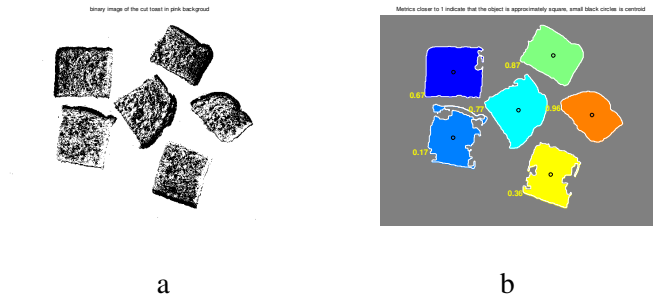 binary image of the cut toast in pink backgroud
Metrics closer to 1 indicate that the object is approximately square, small black circles is centroid
0.87
0.67
0.77
0.96
0.17
0.36
a
b